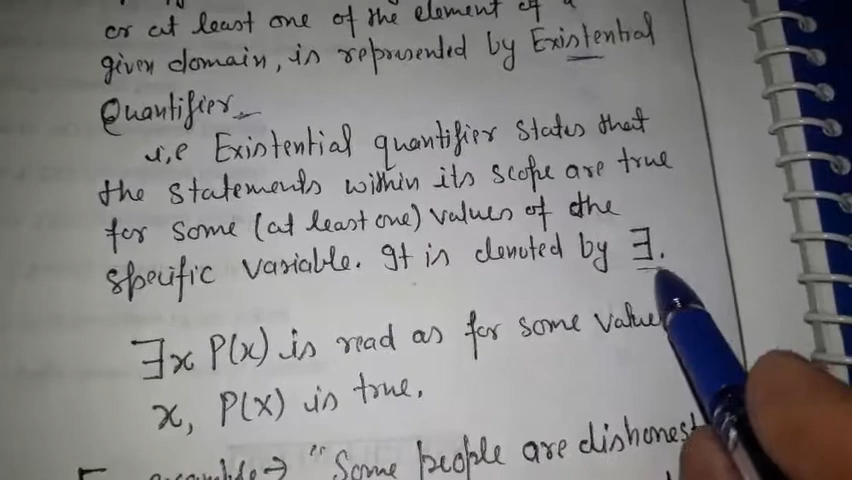 or at least one of the element of a
given domain, is represented by Existential
Quantifier
i,e Existential quantifier states that
the statements within its scope are true
for some (at least one) values of the
specific variable. It is denoted by ∃.
∃x P(x) is read as for some value
x, P(x) is true.
example → "Some people are dishonest